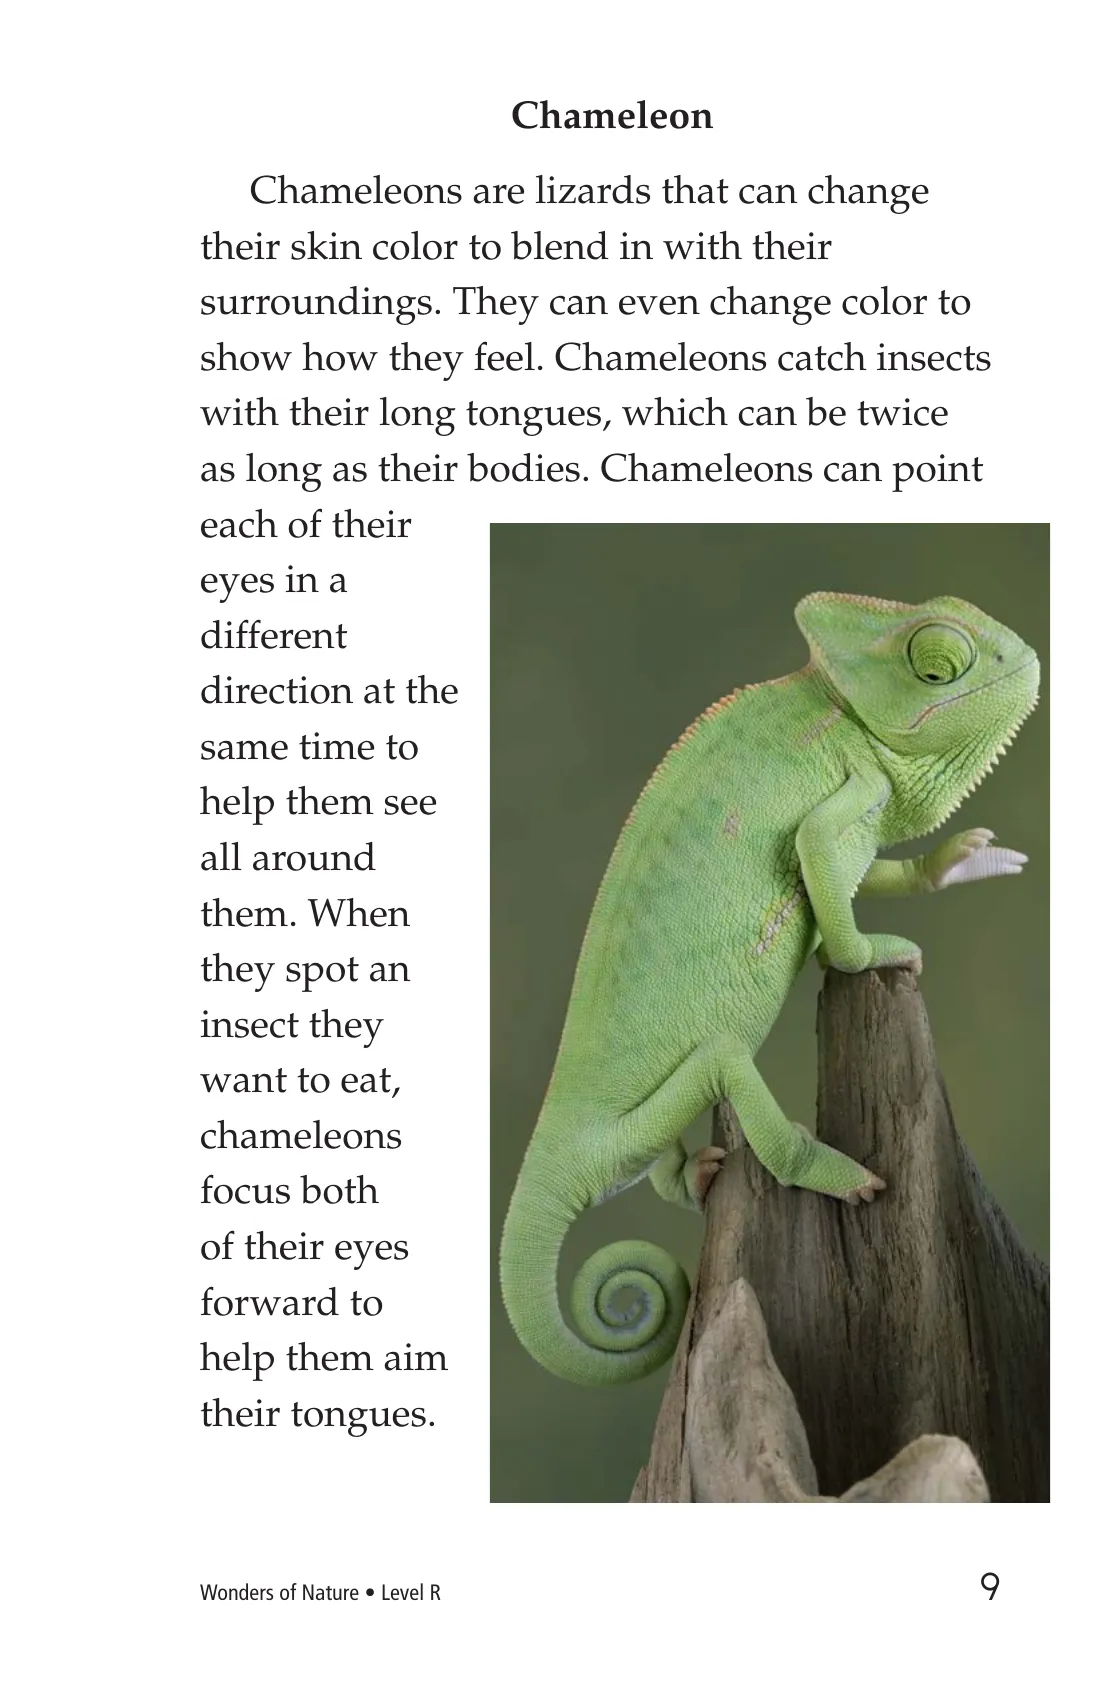 Chameleon
Chameleons are lizards that can change
their skin color to blend in with their
surroundings. They can even change color to
show how they feel. Chameleons catch insects
with their long tongues, which can be twice
as long as their bodies. Chameleons can point
each of their
eyes in a
different
direction at the
same time to
help them see
all around
them. When
they spot an
insect they
want to eat,
chameleons
focus both
of their eyes
forward to
help them aim
their tongues.
Wonders of Nature • Level R
9